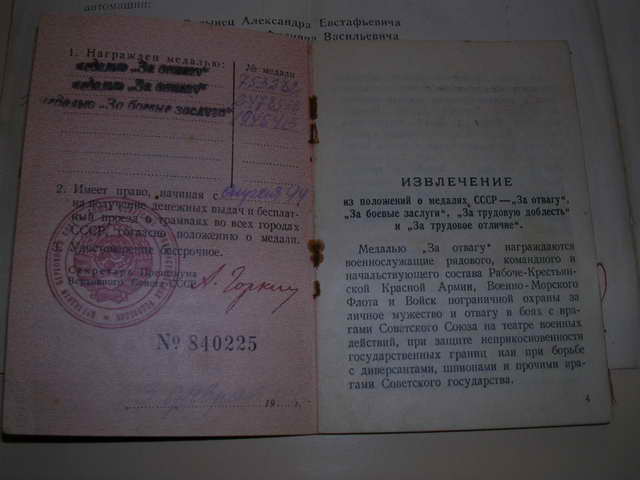 автомашин:
Александра Евстафьевича
Васильевича
1. Награжден медалью:
№ медали
медалью „За отвагу“
медалью „За отвагу“
медалью „За боевые заслуги“
2. Имеет право, начиная с апреля 44
на получение денежных выдач и бесплат-
ный проезд в трамваях во всех городах
СССР, согласно положению о медали.
Удостоверение бессрочное.
Секретарь Президиума
Верховного Совета СССР А. Горкин
№ 840225
19 г.
ИЗВЛЕЧЕНИЕ
из положений о медалях СССР—„За отвагу“,
„За боевые заслуги“, „За трудовую доблесть“
и „За трудовое отличие“.
Медалью „За отвагу“ награждаются
военнослужащие рядового, командного и
начальствующего состава Рабоче-Крестьян-
ской Красной Армии, Военно-Морского
Флота и Войск пограничной охраны за
личное мужество и отвагу в боях с вра-
гами Советского Союза на театре военных
действий, при защите неприкосновенности
государственных границ или при борьбе
с диверсантами, шпионами и прочими вра-
гами Советского государства.
4